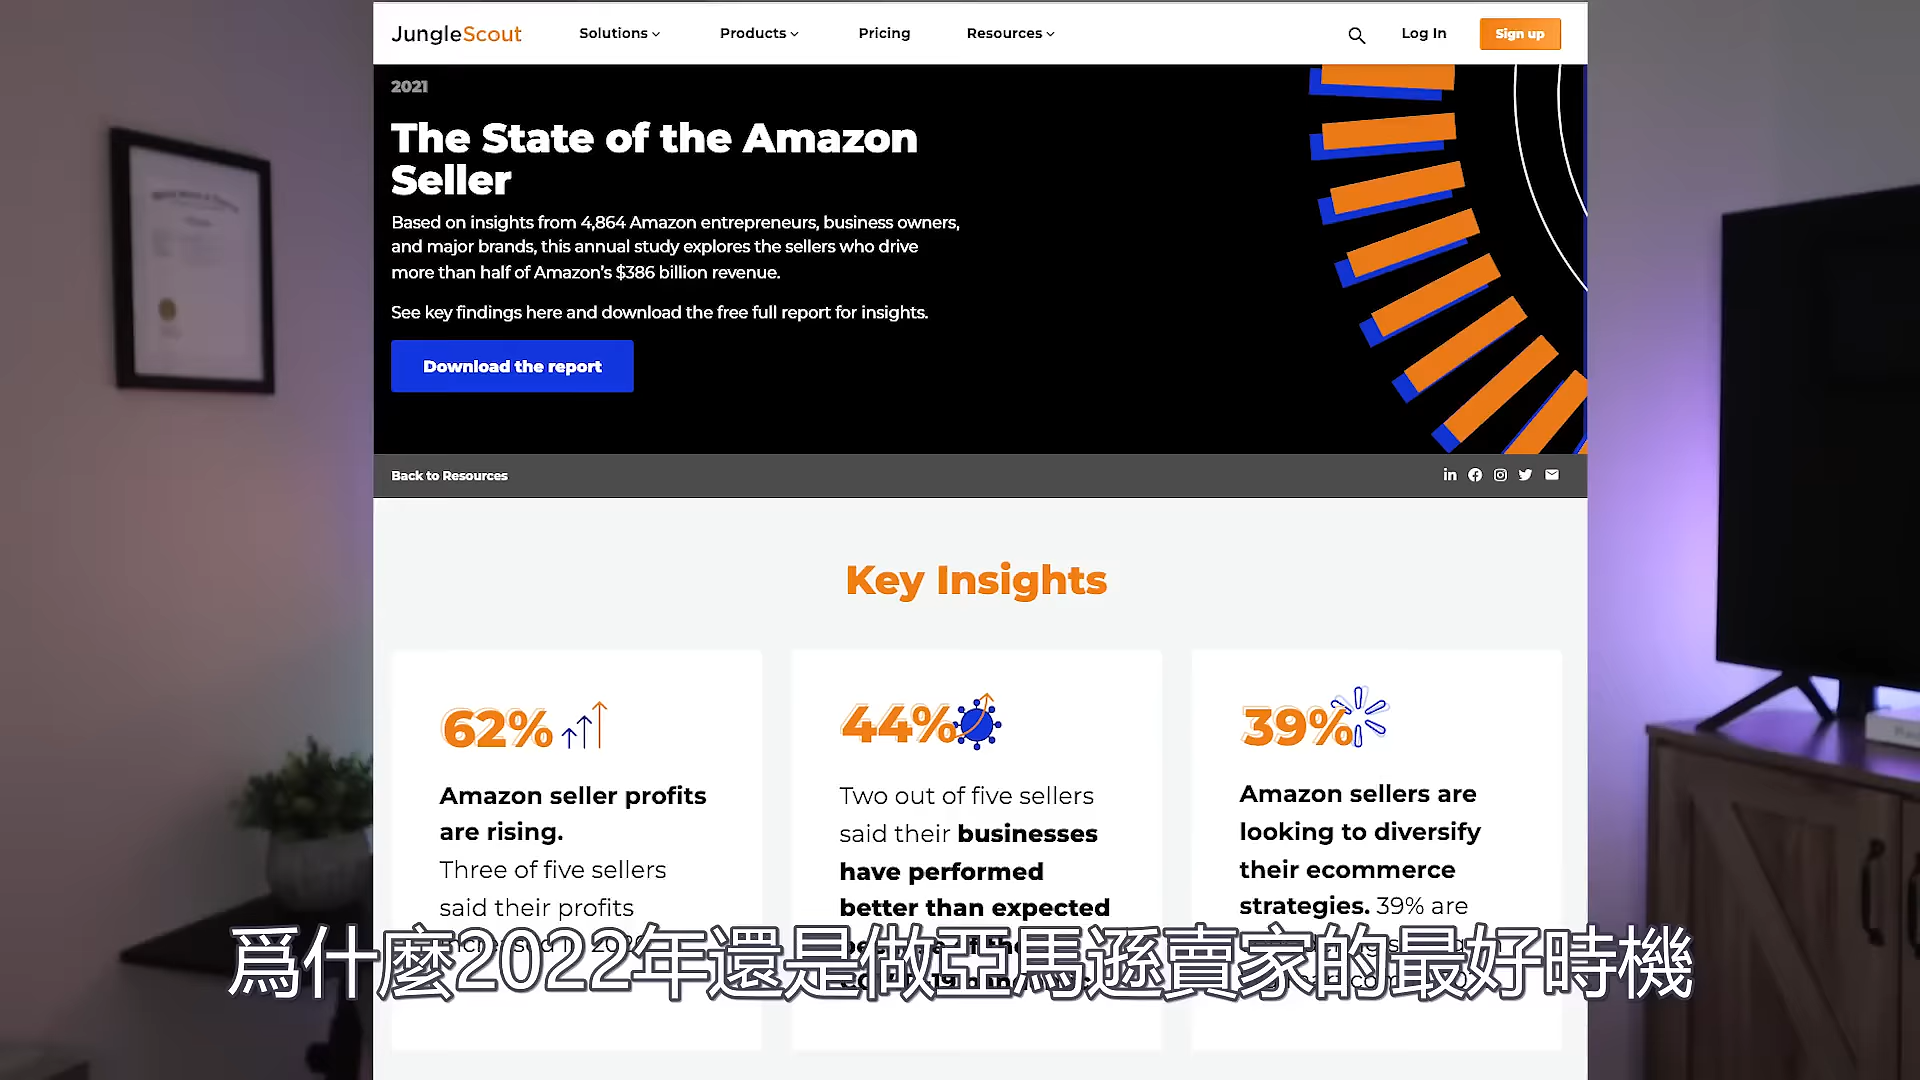 JungleScout
Solutions
Products
Pricing
Resources
Log In
Sign up
2021
The State of the Amazon
Seller
Based on insights from 4,864 Amazon entrepreneurs, business owners,
and major brands, this annual study explores the sellers who drive
more than half of Amazon's $386 billion revenue.
See key findings here and download the free full report for insights.
Download the report
Back to Resources
Key Insights
62%
Amazon seller profits
are rising.
Three of five sellers
said their profits
44%
Two out of five sellers
said their businesses
have performed
better than expected
39%
Amazon sellers are
looking to diversify
their ecommerce
strategies. 39% are
爲什麼2022年還是做亞馬遜賣家的最好時機